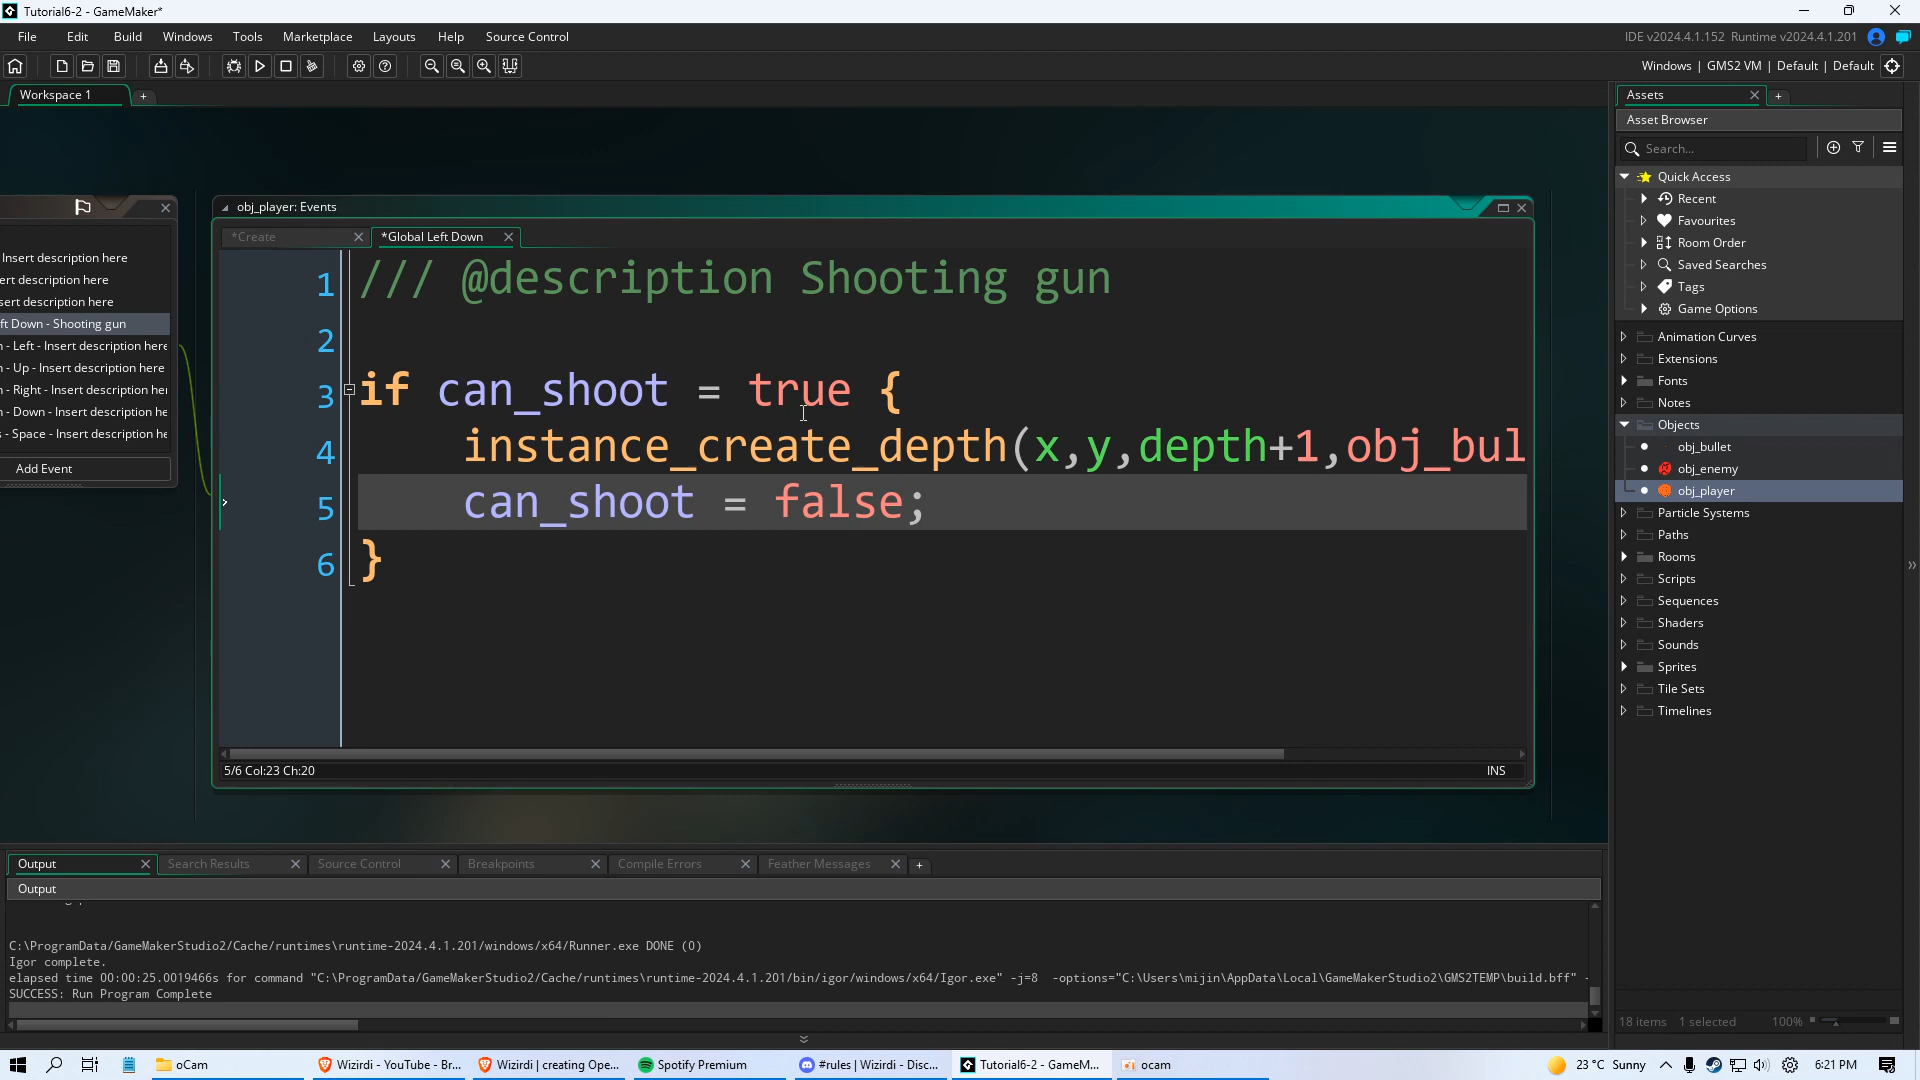 Tutorial6-2 - GameMaker*
File Edit Build Windows Tools Marketplace Layouts Help Source Control
IDE v2024.4.1.152 Runtime v2024.4.1.201
Windows | GMS2 VM | Default | Default
Workspace 1
+
Assets
+
Asset Browser
Search...
Quick Access
Recent
Favourites
Room Order
Saved Searches
Tags
Game Options
Animation Curves
Extensions
Fonts
Notes
Objects
obj_bullet
obj_enemy
obj_player
Particle Systems
Paths
Rooms
Scripts
Sequences
Shaders
Sounds
Sprites
Tile Sets
Timelines
18 items 1 selected 100%
Insert description here
ert description here
sert description here
ft Down - Shooting gun
n - Left - Insert description here
n - Up - Insert description here
n - Right - Insert description her
n - Down - Insert description he
s - Space - Insert description he
Add Event
obj_player: Events
*Create
*Global Left Down
1 /// @description Shooting gun
2
3 if can_shoot = true {
4 instance_create_depth(x,y,depth+1,obj_bul
5 can_shoot = false;
6 }
5/6 Col:23 Ch:20
INS
Output Search Results Source Control Breakpoints Compile Errors Feather Messages +
Output
C:\ProgramData/GameMakerStudio2/Cache/runtimes\runtime-2024.4.1.201/windows/x64/Runner.exe DONE (0)
Igor complete.
elapsed time 00:00:25.0019466s for command "C:\ProgramData/GameMakerStudio2/Cache/runtimes\runtime-2024.4.1.201/bin/igor/windows/x64/Igor.exe" -j=8 -options="C:\Users\mijin\AppData\Local\GameMakerStudio2\GMS2TEMP\build.bff" -
SUCCESS: Run Program Complete
oCam
Wizirdi - YouTube - Br...
Wizirdi | creating Ope...
Spotify Premium
#rules | Wizirdi - Disc...
Tutorial6-2 - GameM...
ocam
23 °C Sunny
6:21 PM